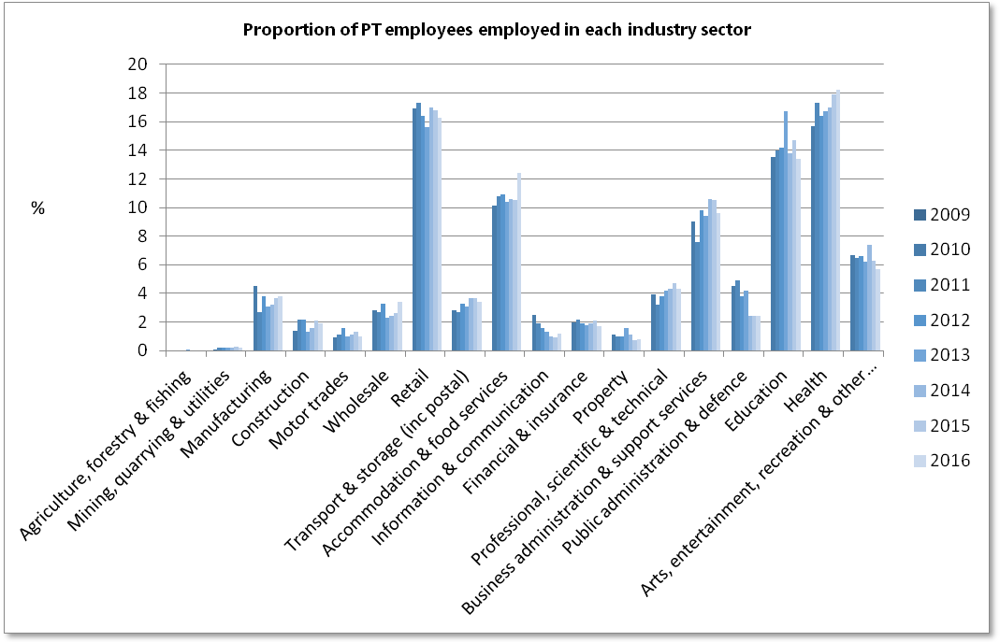 Proportion of PT employees employed in each industry sector
20
18
16
14
12
10
8
6
4
2
0
%
Agriculture, forestry & fishing
Mining, quarrying & utilities
Manufacturing
Construction
Motor trades
Wholesale
Retail
Transport & storage (inc postal)
Accommodation & food services
Information & communication
Financial & insurance
Property
Professional, scientific & technical
Business administration & support services
Public administration & defence
Education
Health
Arts, entertainment, recreation & other...
2009
2010
2011
2012
2013
2014
2015
2016